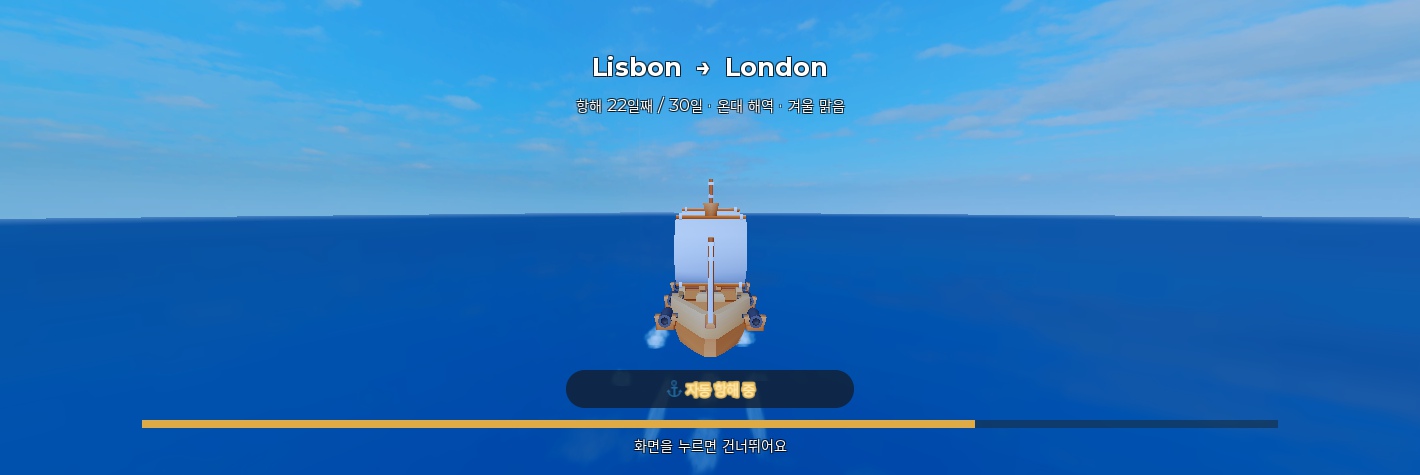 Lisbon → London
항해 22일째 / 30일 · 온대 해역 · 겨울 맑음
⚓ 자동 항해 중
화면을 누르면 건너뛰어요